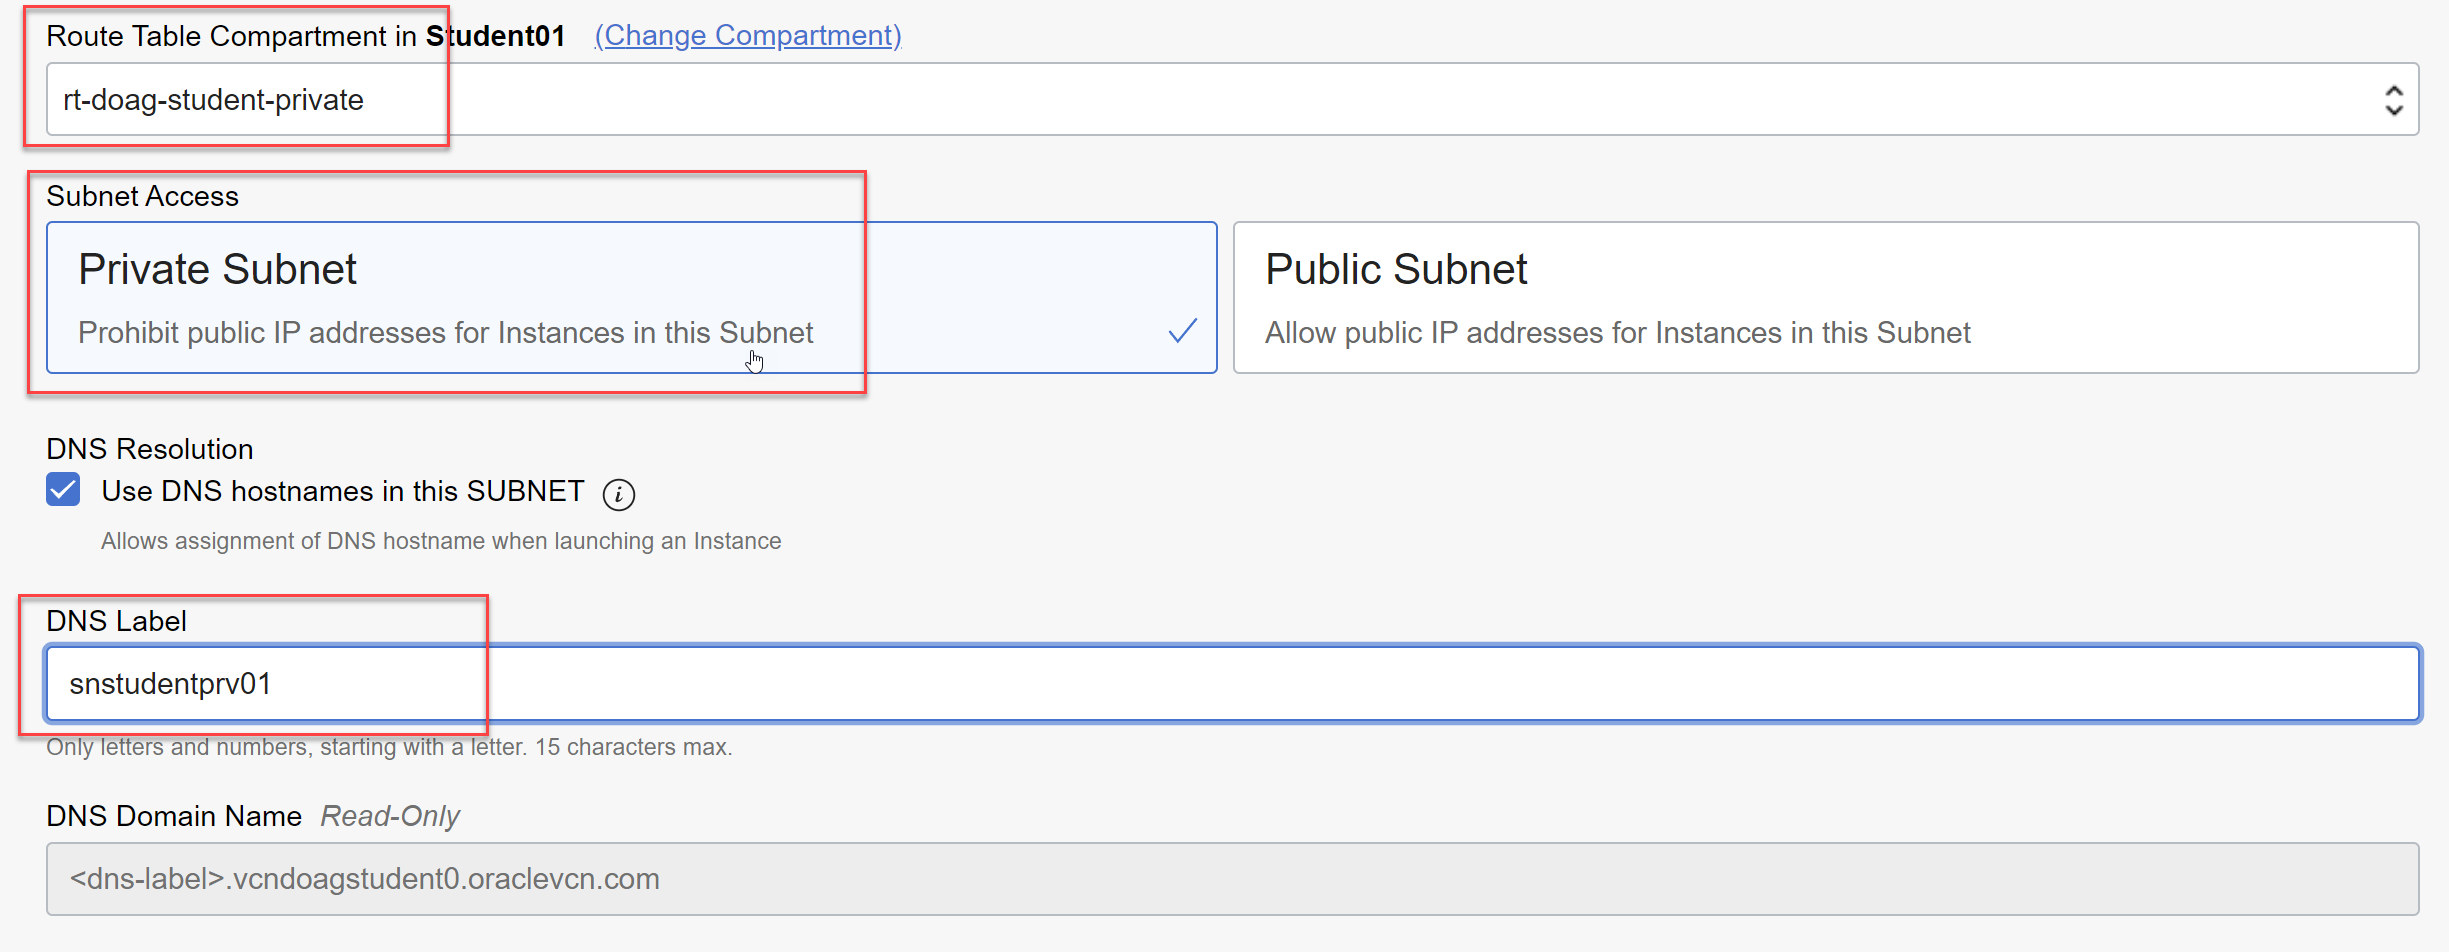 Route Table Compartment in Student01 (Change Compartment)
rt-doag-student-private
Subnet Access
Private Subnet
Prohibit public IP addresses for Instances in this Subnet
Public Subnet
Allow public IP addresses for Instances in this Subnet
DNS Resolution
Use DNS hostnames in this SUBNET i
Allows assignment of DNS hostname when launching an Instance
DNS Label
snstudentprv01
Only letters and numbers, starting with a letter. 15 characters max.
DNS Domain Name Read-Only
<dns-label>.vcndoagstudent0.oraclevcn.com